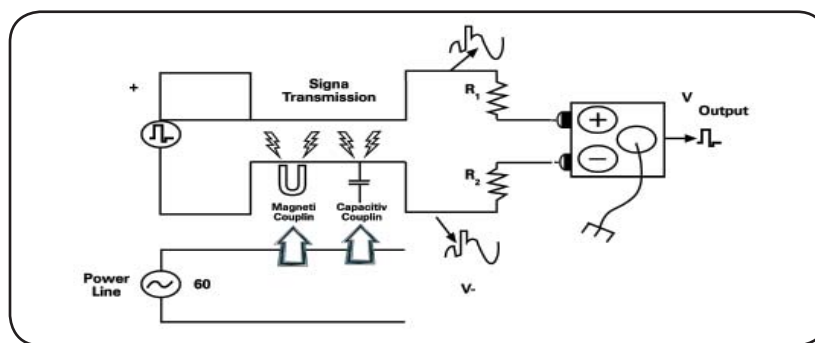 +
Signa
Transmission
R1
R2
+
−
V
Output
Magneti
Couplin
Capacitiv
Couplin
Power
Line
60
V-